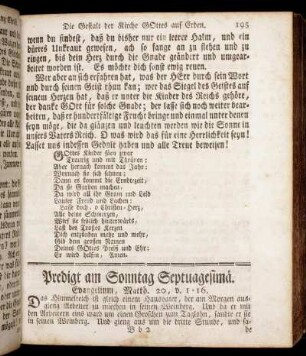 Die Gestalt der Kirche GOttes auf Erden. 195
wenn du findest, daß du bisher nur ein leerer Halm, und ein
dürres Unkraut gewesen, ach so fange an zu flehen und zu
ringen, bis dein Herz durch die Gnade geändert und umgear-
beitet worden ist. Es möchte dich sonst ewig reuen.
Wer aber an sich erfahren hat, was der HErr durch sein Wort
und durch seinen Geist thun kan; wer das Siegel des Geistes auf
seinem Herzen hat, daß er unter die Kinder des Reichs gehöre,
der danke GOtt für solche Gnade; der lasse sich noch weiter bear-
beiten, daß er hundertfältige Frucht bringe und einmal unter denen
seyn möge, die da glänzen und leuchten werden wie die Sonne in
unsers Vaters Reich. O was wird das für eine Herrlichkeit seyn!
Lasset uns indessen Gedult haben und alle Treue beweisen!
GOttes Kinder säen zwar
Traurig und mit Thränen:
Aber hernach kommt das Jahr,
Wornach sie sich sehnen:
Denn es kommt die Erndtezeit,
Da sie Garben machen:
Da wird all ihr Gram und Leid
Lauter Freud und Lachen:
Lasse doch, o Christen-Herz,
Alle deine Schmerzen,
Wirf sie frölich hinterwärts,
Laß des Trostes Kerzen
Dich entzünden mehr und mehr,
Gib dem grossen Namen
Deines GOttes Preiß und Ehr:
Er wird helfen, Amen.
Predigt am Sonntag Septuagesimä.
Evangelium, Matth. 20, v. 1-16.
Das Himmelreich ist gleich einem Hausvater, der am Morgen aus-
gieng Arbeiter zu miethen in seinen Weinberg. Und da er mit
den Arbeitern eins ward um einen Groschen zum Taglohn, sandte er sie
in seinen Weinberg. Und gieng aus um die dritte Stunde, und sa-
he